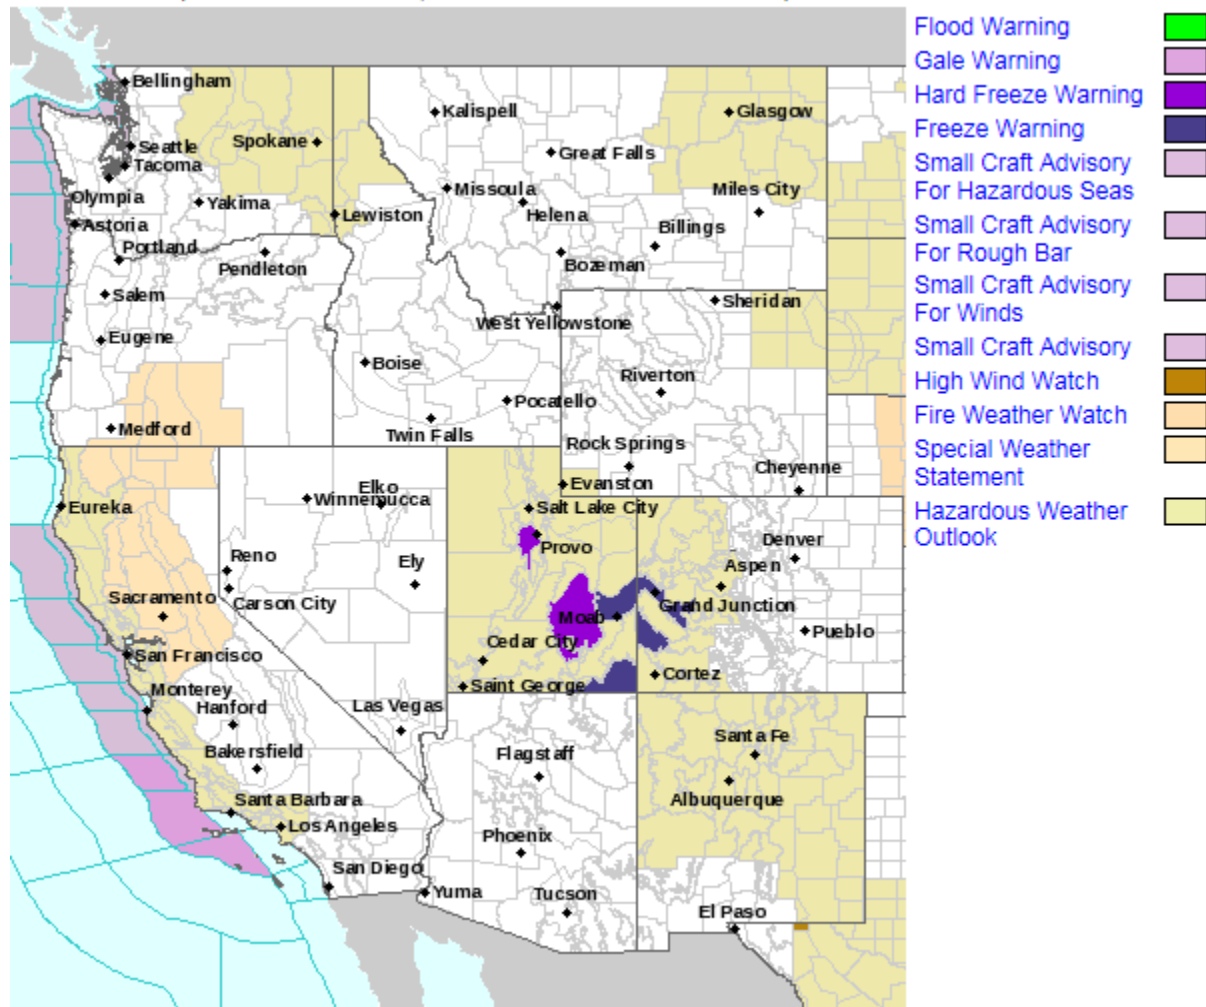 Flood Warning
Gale Warning
Hard Freeze Warning
Freeze Warning
Small Craft Advisory
For Hazardous Seas
Small Craft Advisory
For Rough Bar
Small Craft Advisory
For Winds
Small Craft Advisory
High Wind Watch
Fire Weather Watch
Special Weather
Statement
Hazardous Weather
Outlook
Bellingham
Kalispell
Glasgow
Seattle
Spokane
Great Falls
Tacoma
Missoula
Miles City
Olympia
Yakima
Lewiston
Helena
Astoria
Billings
Portland
Pendleton
Bozeman
Salem
Sheridan
West Yellowstone
Eugene
Boise
Riverton
Pocatello
Medford
Twin Falls
Rock Springs
Cheyenne
Evanston
Elko
Winnemucca
Eureka
Salt Lake City
Provo
Denver
Reno
Ely
Aspen
Sacramento
Carson City
Grand Junction
Moab
Pueblo
Cedar City
San Francisco
Cortez
Saint George
Monterey
Hanford
Las Vegas
Santa Fe
Bakersfield
Flagstaff
Santa Barbara
Albuquerque
Los Angeles
Phoenix
San Diego
Yuma
Tucson
El Paso